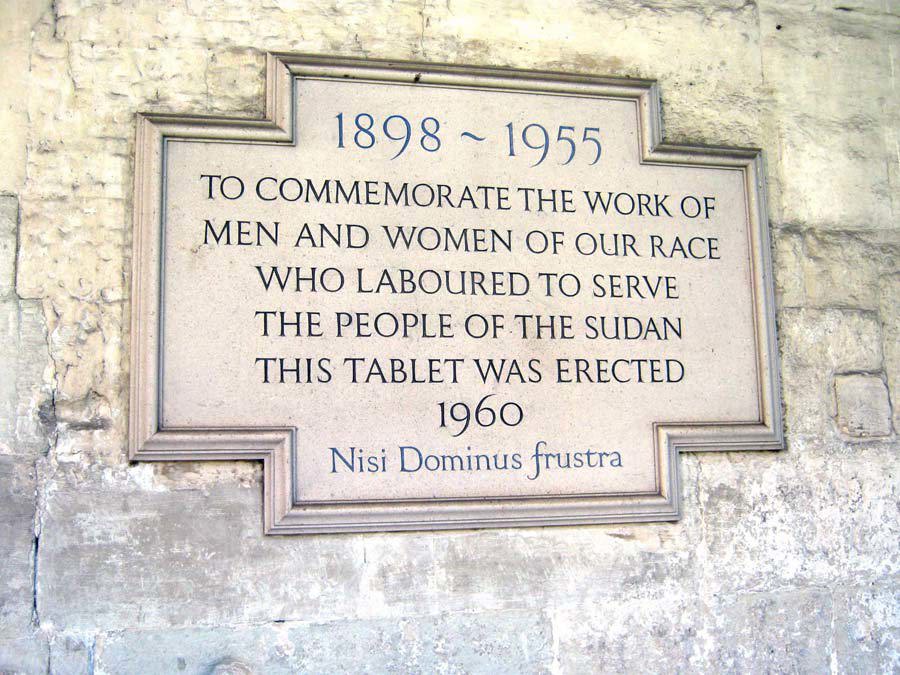 1898 ~ 1955
TO COMMEMORATE THE WORK OF
MEN AND WOMEN OF OUR RACE
WHO LABOURED TO SERVE
THE PEOPLE OF THE SUDAN
THIS TABLET WAS ERECTED
1960
Nisi Dominus frustra